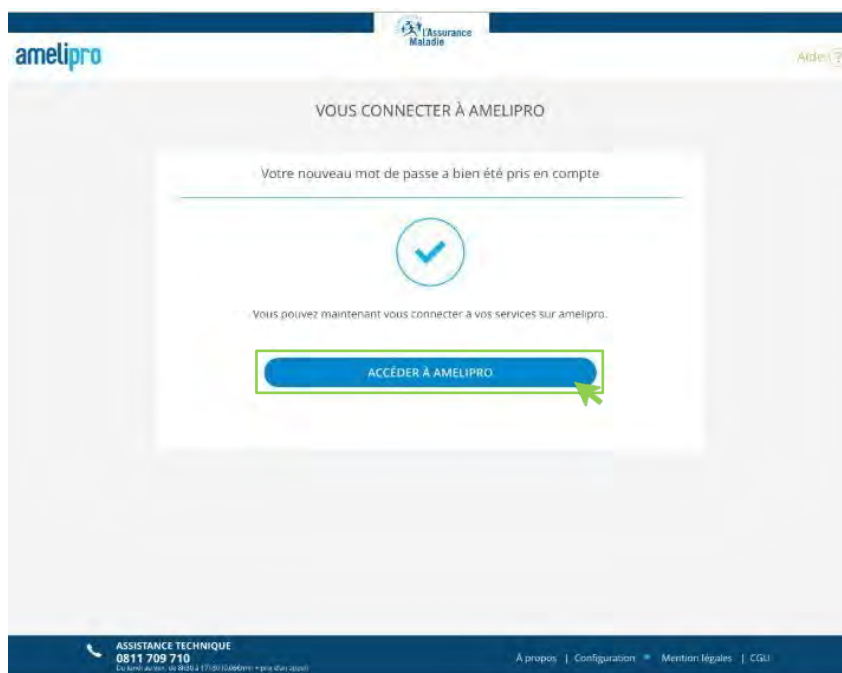 l'Assurance
Maladie
amelipro
Aide ?
VOUS CONNECTER À AMELIPRO
Votre nouveau mot de passe a bien été pris en compte
Vous pouvez maintenant vous connecter à vos services sur amelipro.
ACCÉDER À AMELIPRO
ASSISTANCE TECHNIQUE
0811 709 710
À propos | Configuration Mention légales | CGU